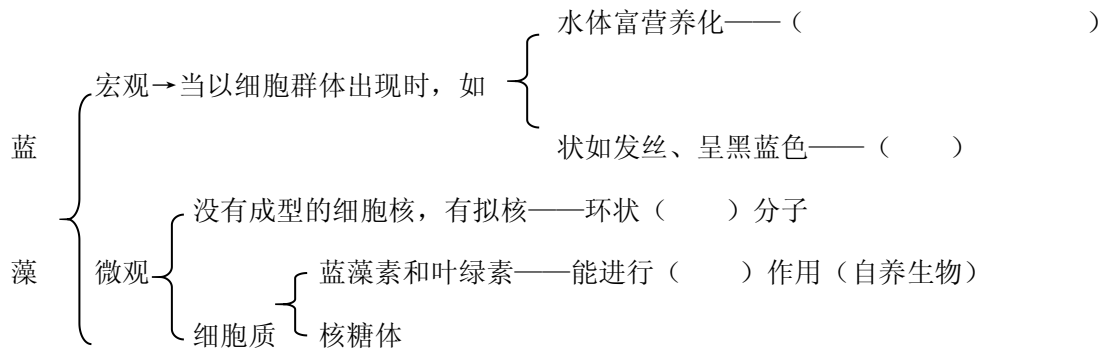 水体富营养化——（ ）
宏观→当以细胞群体出现时，如
蓝
状如发丝、呈黑蓝色——（ ）
没有成型的细胞核，有拟核——环状（ ）分子
藻 微观 蓝藻素和叶绿素——能进行（ ）作用（自养生物）
细胞质 核糖体